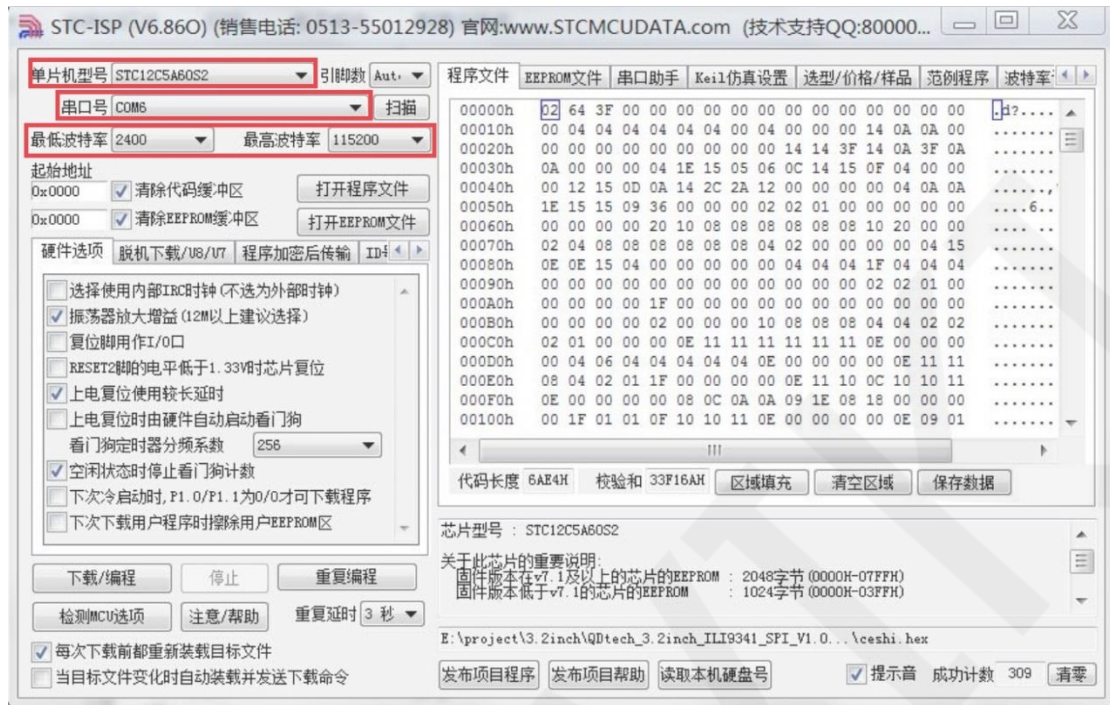 STC-ISP (V6.86O) (销售电话: 0513-55012928) 官网:www.STCMCUDATA.com (技术支持QQ:80000...
单片机型号 STC12C5A60S2 引脚数 Aut
串口号 COM6 扫描
最低波特率 2400 最高波特率 115200
起始地址
0x0000 清除代码缓冲区 打开程序文件
0x0000 清除EEPROM缓冲区 打开EEPROM文件
硬件选项 脱机下载/U8/U7 程序加密后传输 ID号
选择使用内部IRC时钟(不选为外部时钟)
振荡器放大增益(12M以上建议选择)
复位脚用作I/O口
RESET2脚的电平低于1.33V时芯片复位
上电复位使用较长延时
上电复位时由硬件自动启动看门狗
看门狗定时器分频系数 256
空闲状态时停止看门狗计数
下次冷启动时,P1.0/P1.1为0/0才可下载程序
下次下载用户程序时擦除用户EEPROM区
下载/编程 停止 重复编程
检测MCU选项 注意/帮助 重复延时 3 秒
每次下载前都重新装载目标文件
当目标文件变化时自动装载并发送下载命令
程序文件 EEPROM文件 串口助手 Keil仿真设置 选型/价格/样品 范例程序 波特率
00000h 02 64 3F 00 00 00 00 00 00 00 00 00 00 00 00 00 .d?....
00010h 00 04 04 04 04 04 04 00 04 00 00 00 14 0A 0A 00 .......
00020h 00 00 00 00 00 00 00 00 00 14 14 3F 14 0A 3F 0A .......
00030h 0A 00 00 00 04 1E 15 05 06 0C 14 15 0F 04 00 00 .......
00040h 00 12 15 0D 0A 14 2C 2A 12 00 00 00 00 04 0A 0A ......,
00050h 1E 15 15 09 36 00 00 00 02 02 01 00 00 00 00 00 ....6..
00060h 00 00 00 00 20 10 08 08 08 08 08 08 10 20 00 00 .......
00070h 02 04 08 08 08 08 08 08 04 02 00 00 00 00 04 15 .......
00080h 0E 0E 15 04 00 00 00 00 00 04 04 04 1F 04 04 04 .......
00090h 00 00 00 00 00 00 00 00 00 00 00 00 02 02 01 00 .......
000A0h 00 00 00 00 1F 00 00 00 00 00 00 00 00 00 00 00 .......
000B0h 00 00 00 00 02 00 00 00 10 08 08 08 04 04 02 02 .......
000C0h 02 01 00 00 00 0E 11 11 11 11 11 11 0E 00 00 00 .......
000D0h 00 04 06 04 04 04 04 04 0E 00 00 00 00 0E 11 11 .......
000E0h 08 04 02 01 1F 00 00 00 00 0E 11 10 0C 10 10 11 .......
000F0h 0E 00 00 00 00 08 0C 0A 0A 09 1E 08 18 00 00 00 .......
00100h 00 1F 01 01 0F 10 10 11 0E 00 00 00 00 0E 09 01 .......
代码长度 6AE4H 校验和 33F16AH 区域填充 清空区域 保存数据
芯片型号 : STC12C5A60S2
关于此芯片的重要说明:
固件版本在v7.1及以上的芯片的EEPROM : 2048字节(0000H-07FFH)
固件版本低于v7.1的芯片的EEPROM : 1024字节(0000H-03FFH)
E:\project\3.2inch\QDtech_3.2inch_ILI9341_SPI_V1.0...\ceshi.hex
发布项目程序 发布项目帮助 读取本机硬盘号 提示音 成功计数 309 清零